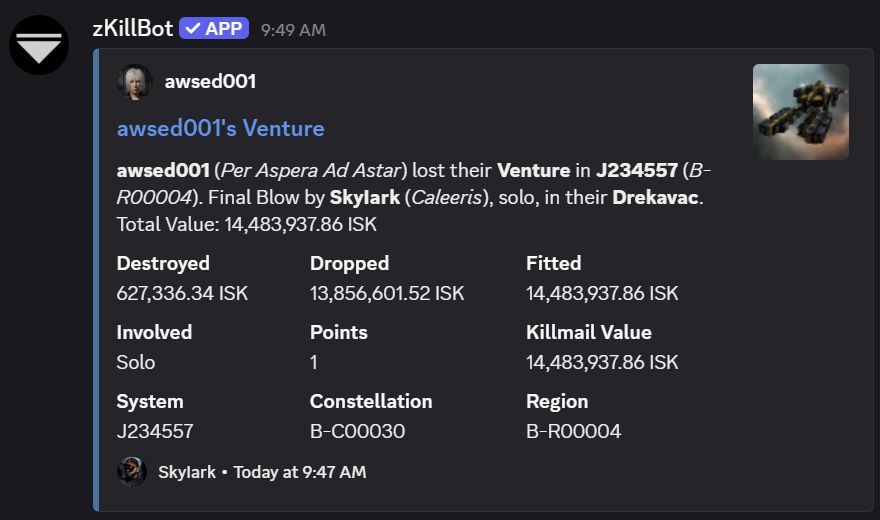 zKillBot ✓ APP 9:49 AM
awsed001
awsed001's Venture
awsed001 (Per Aspera Ad Astar) lost their Venture in J234557 (B-
R00004). Final Blow by Skylark (Caleeris), solo, in their Drekavac.
Total Value: 14,483,937.86 ISK
Destroyed Dropped Fitted
627,336.34 ISK 13,856,601.52 ISK 14,483,937.86 ISK
Involved Points Killmail Value
Solo 1 14,483,937.86 ISK
System Constellation Region
J234557 B-C00030 B-R00004
Skylark • Today at 9:47 AM